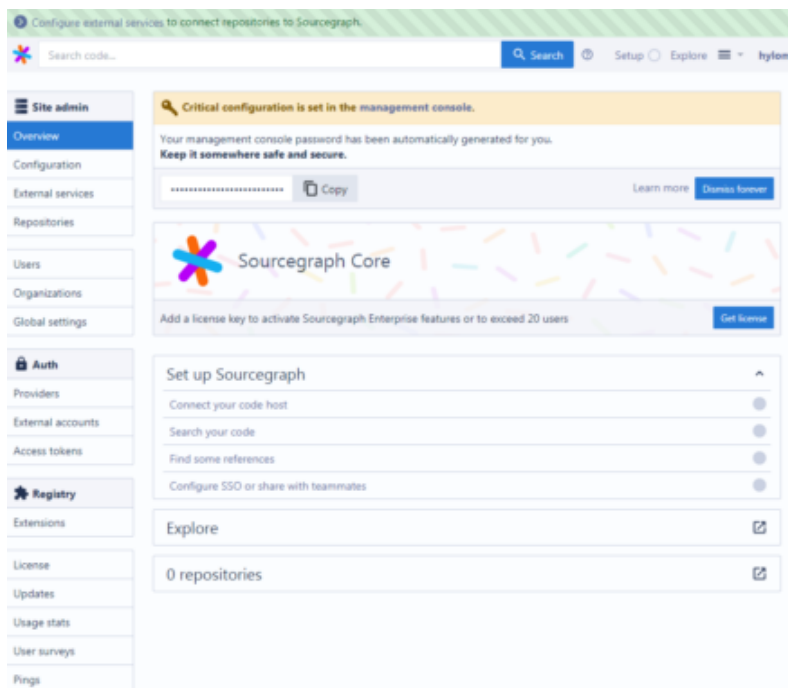 Configure external services to connect repositories to Sourcegraph.
Search code...
Search
Setup
Explore
hylom
Site admin
Overview
Configuration
External services
Repositories
Users
Organizations
Global settings
Auth
Providers
External accounts
Access tokens
Registry
Extensions
License
Updates
Usage stats
User surveys
Pings
Critical configuration is set in the management console.
Your management console password has been automatically generated for you.
Keep it somewhere safe and secure.
Copy
Learn more
Dismiss forever
Sourcegraph Core
Add a license key to activate Sourcegraph Enterprise features or to exceed 20 users
Get license
Set up Sourcegraph
Connect your code host
Search your code
Find some references
Configure SSO or share with teammates
Explore
0 repositories